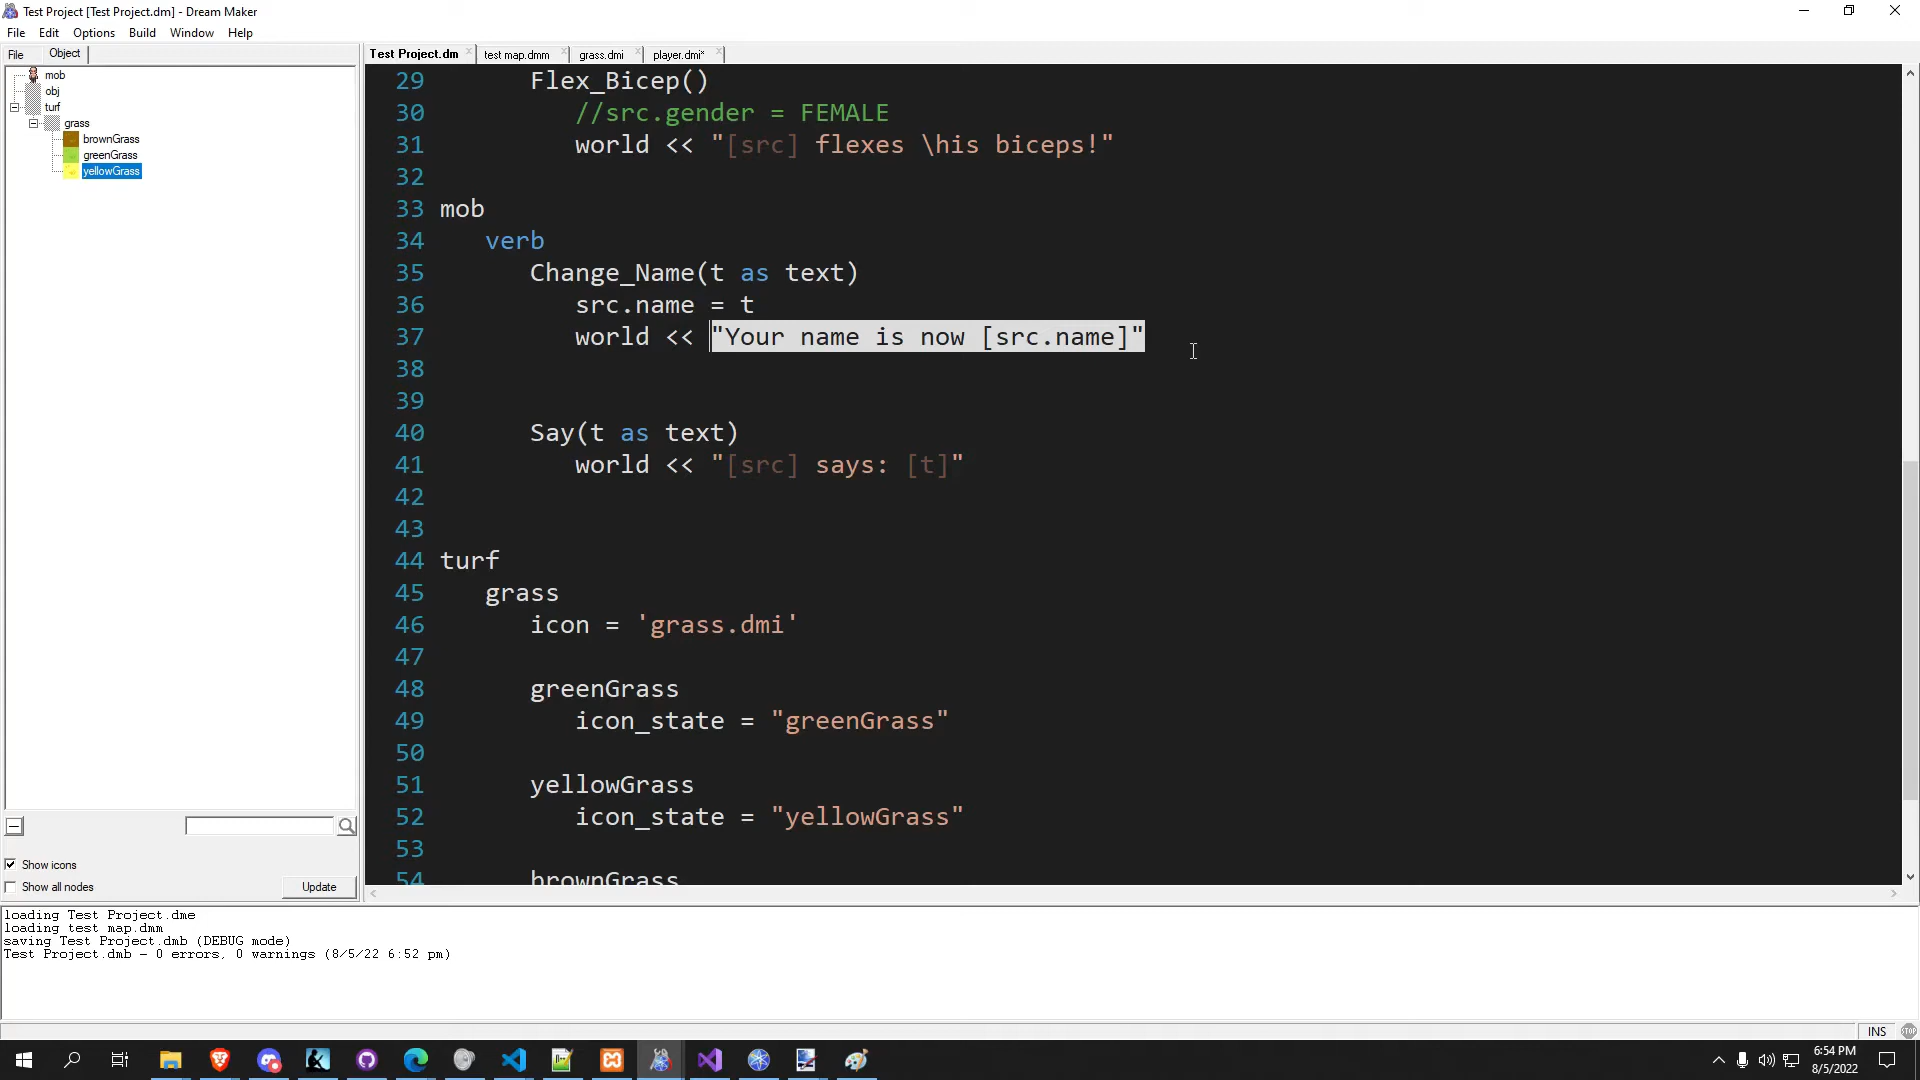 Test Project [Test Project.dm] - Dream Maker
File Edit Options Build Window Help
File Object
Test Project.dm test map.dmm grass.dmi player.dmi*
mob
obj
turf
grass
brownGrass
greenGrass
yellowGrass
29 Flex_Bicep()
30 //src.gender = FEMALE
31 world << "[src] flexes \his biceps!"
32
33 mob
34 verb
35 Change_Name(t as text)
36 src.name = t
37 world << "Your name is now [src.name]"
38
39
40 Say(t as text)
41 world << "[src] says: [t]"
42
43
44 turf
45 grass
46 icon = 'grass.dmi'
47
48 greenGrass
49 icon_state = "greenGrass"
50
51 yellowGrass
52 icon_state = "yellowGrass"
53
54 brownGrass
Show icons
Show all nodes
Update
loading Test Project.dme
loading test map.dmm
saving Test Project.dmb (DEBUG mode)
Test Project.dmb - 0 errors, 0 warnings (8/5/22 6:52 pm)
INS
STOP
6:54 PM
8/5/2022